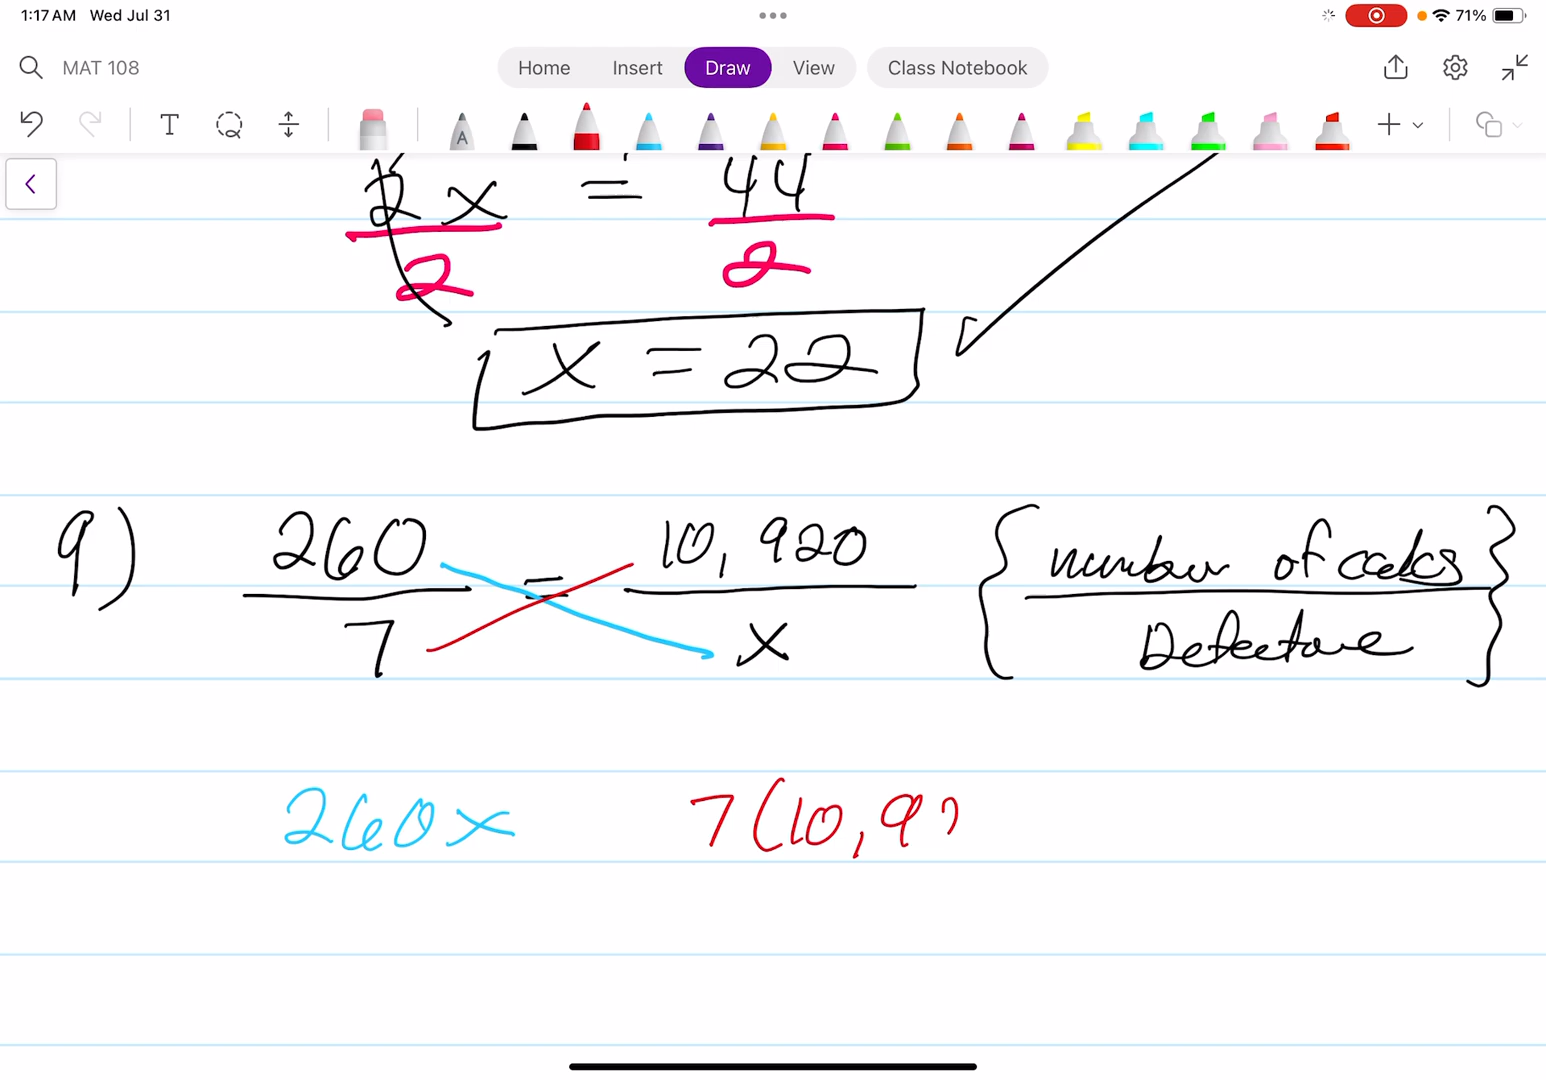 1:17 AM Wed Jul 31 71%
MAT 108 Home Insert Draw View Class Notebook
T A
2x = 44
2 2
x = 22
9) 260 = 10,920 number of
7 x Defective
260x 7(10,9